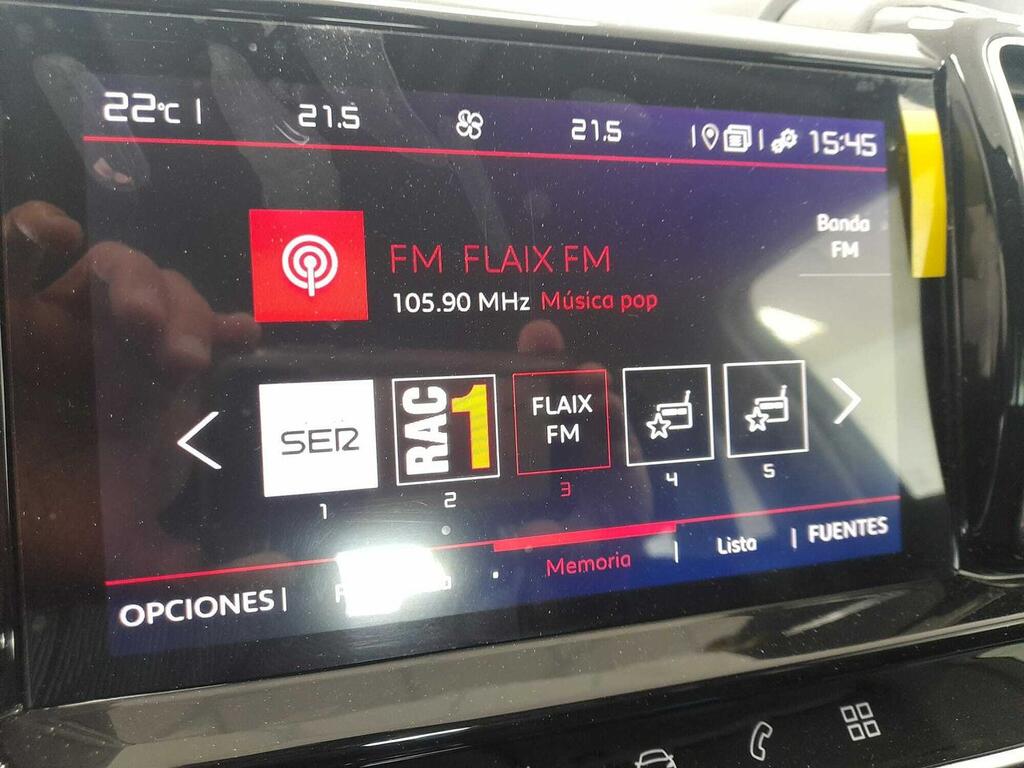 22°C | 21.5 21.5 | | 15:45
Banda
FM
FM FLAIX FM
105.90 MHz Música pop
SER
RAC
1
FLAIX
FM
1 2 3 4 5
OPCIONES | Memoria | Lista | FUENTES